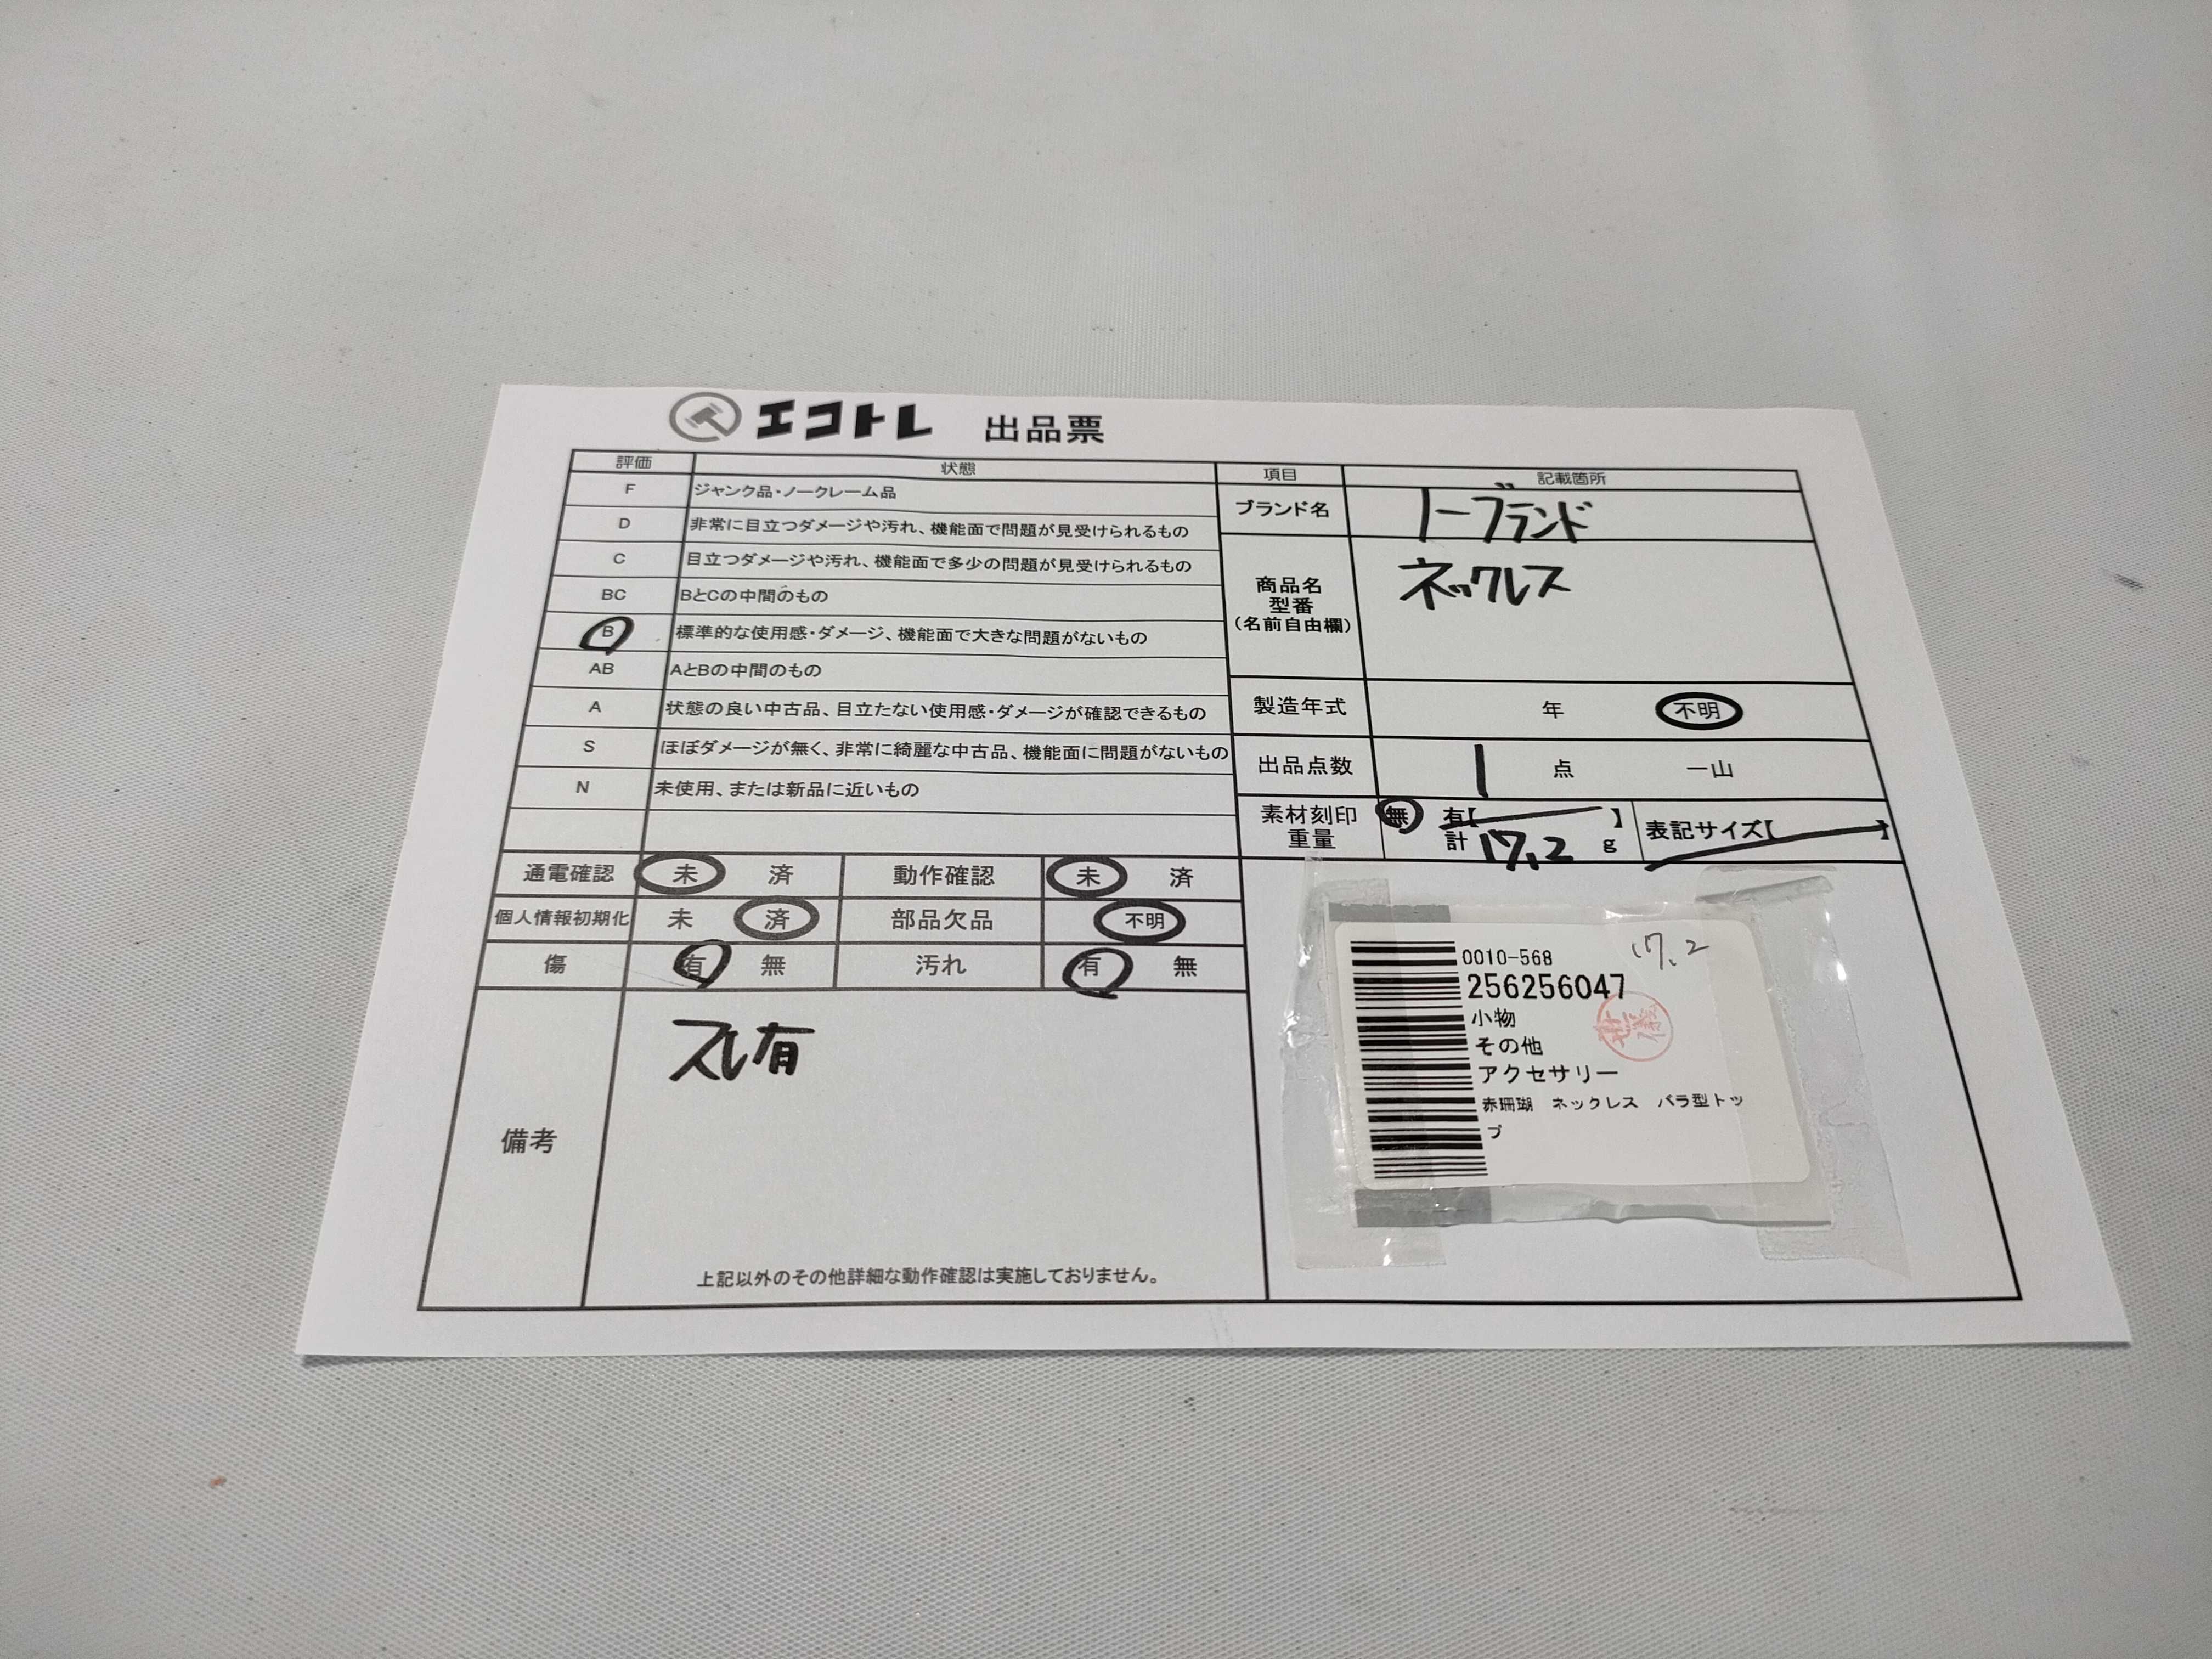 エコトレ 出品票
評価 状態
F ジャンク品・ノークレーム品
D 非常に目立つダメージや汚れ、機能面で問題が見受けられるもの
C 目立つダメージや汚れ、機能面で多少の問題が見受けられるもの
BC BとCの中間のもの
B 標準的な使用感・ダメージ、機能面で大きな問題がないもの
AB AとBの中間のもの
A 状態の良い中古品、目立たない使用感・ダメージが確認できるもの
S ほぼダメージが無く、非常に綺麗な中古品、機能面に問題がないもの
N 未使用、または新品に近いもの
通電確認 未 済 動作確認 未 済
個人情報初期化 未 済 部品欠品 不明
傷 有 無 汚れ 有 無
備考
スレ有
上記以外のその他詳細な動作確認は実施しておりません。
項目 記載箇所
ブランド名 ノーブランド
商品名
型番
(名前自由欄)
ネックレス
製造年式 年 不明
出品点数 1 点 一山
素材刻印 無 有【 】 表記サイズ【 】
重量 計 17.2 g
0010-568 17.2
256256047
小物
その他
アクセサリー
赤珊瑚 ネックレス バラ型トッ
プ